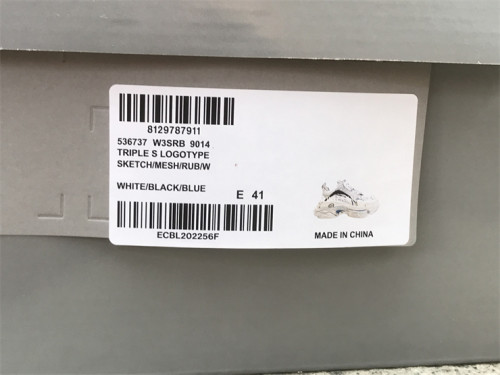 8129787911
536737 W3SRB 9014
TRIPLE S LOGOTYPE
SKETCH/MESH/RUB/W
WHITE/BLACK/BLUE
E 41
ECBL202256F
MADE IN CHINA